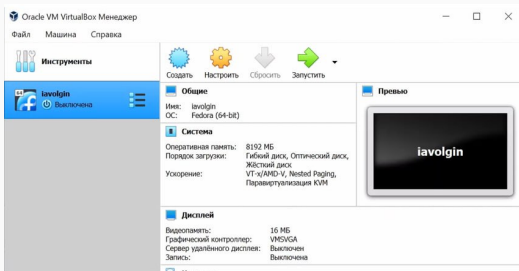 Oracle VM VirtualBox Менеджер
Файл Машина Справка
Инструменты
Создать Настроить Сбросить Запустить
64
iavolgin
Выключена
Общие
Имя: iavolgin
ОС: Fedora (64-bit)
Превью
iavolgin
Система
Оперативная память: 8192 МБ
Порядок загрузки: Гибкий диск, Оптический диск,
Жёсткий диск
Ускорение: VT-x/AMD-V, Nested Paging,
Паравиртуализация KVM
Дисплей
Видеопамять: 16 МБ
Графический контроллер: VMSVGA
Сервер удалённого дисплея: Выключен
Запись: Выключена